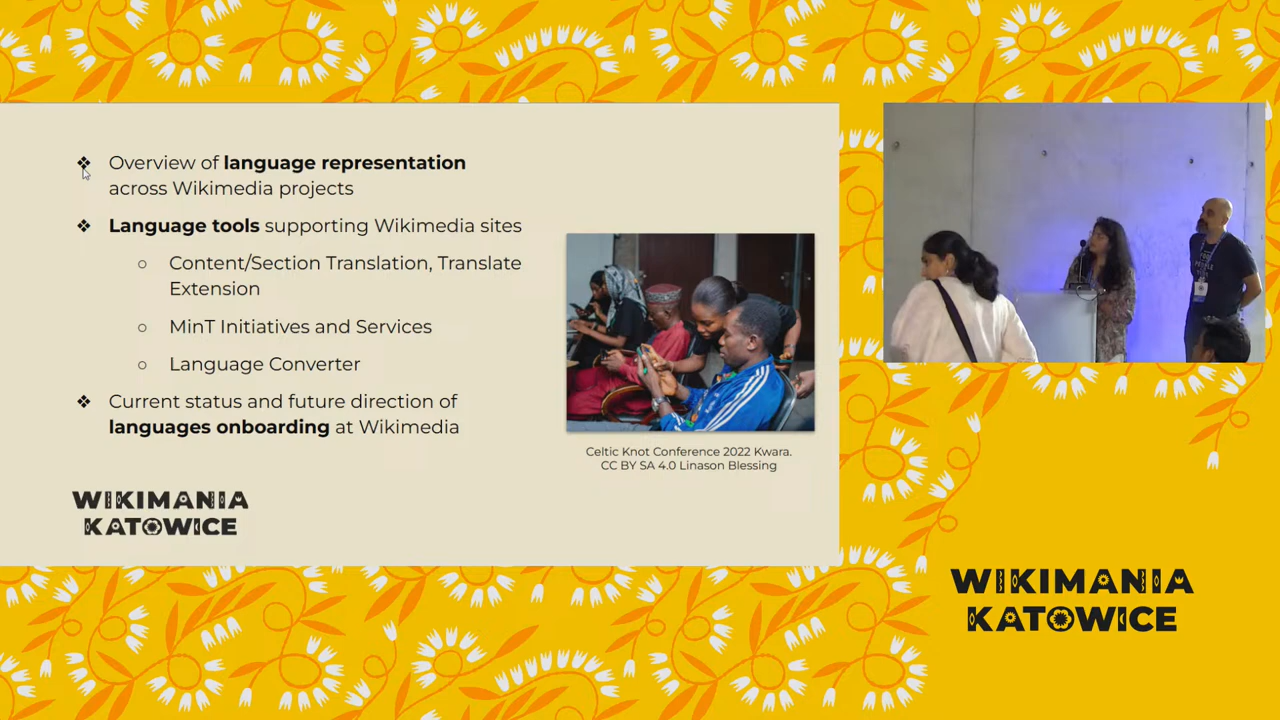 ❖ Overview of language representation
across Wikimedia projects
❖ Language tools supporting Wikimedia sites
○ Content/Section Translation, Translate
Extension
○ MinT Initiatives and Services
○ Language Converter
❖ Current status and future direction of
languages onboarding at Wikimedia
Celtic Knot Conference 2022 Kwara.
CC BY SA 4.0 Linason Blessing
WIKIMANIA
KATOWICE
WIKIMANIA
KATOWICE